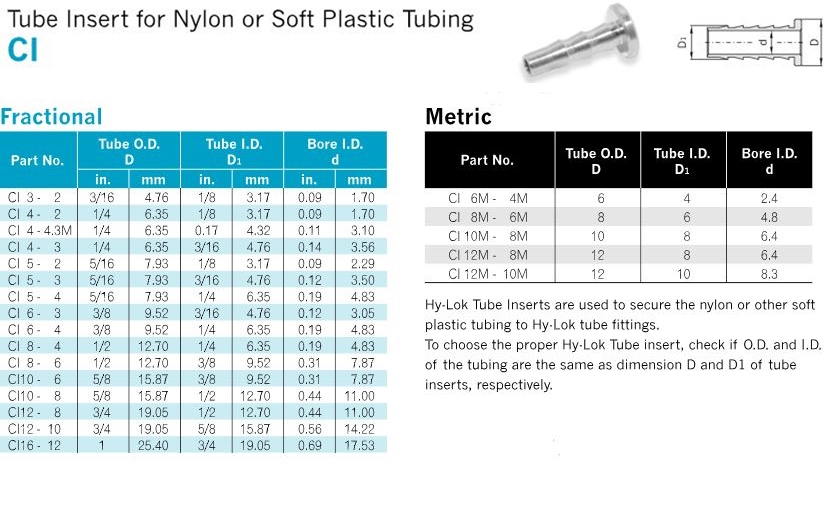 Tube Insert for Nylon or Soft Plastic Tubing
CI
D1 d D
Fractional
Part No. Tube O.D. D Tube I.D. D1 Bore I.D. d
in. mm in. mm in. mm
CI 3 - 2 3/16 4.76 1/8 3.17 0.09 1.70
CI 4 - 2 1/4 6.35 1/8 3.17 0.09 1.70
CI 4 - 4.3M 1/4 6.35 0.17 4.32 0.11 3.10
CI 4 - 3 1/4 6.35 3/16 4.76 0.14 3.56
CI 5 - 2 5/16 7.93 1/8 3.17 0.09 2.29
CI 5 - 3 5/16 7.93 3/16 4.76 0.12 3.50
CI 5 - 4 5/16 7.93 1/4 6.35 0.19 4.83
CI 6 - 3 3/8 9.52 3/16 4.76 0.12 3.05
CI 6 - 4 3/8 9.52 1/4 6.35 0.19 4.83
CI 8 - 4 1/2 12.70 1/4 6.35 0.19 4.83
CI 8 - 6 1/2 12.70 3/8 9.52 0.31 7.87
CI10 - 6 5/8 15.87 3/8 9.52 0.31 7.87
CI10 - 8 5/8 15.87 1/2 12.70 0.44 11.00
CI12 - 8 3/4 19.05 1/2 12.70 0.44 11.00
CI12 - 10 3/4 19.05 5/8 15.87 0.56 14.22
CI16 - 12 1 25.40 3/4 19.05 0.69 17.53
Metric
Part No. Tube O.D. D Tube I.D. D1 Bore I.D. d
CI 6M - 4M 6 4 2.4
CI 8M - 6M 8 6 4.8
CI 10M - 8M 10 8 6.4
CI 12M - 8M 12 8 6.4
CI 12M - 10M 12 10 8.3
Hy-Lok Tube Inserts are used to secure the nylon or other soft
plastic tubing to Hy-Lok tube fittings.
To choose the proper Hy-Lok Tube insert, check if O.D. and I.D.
of the tubing are the same as dimension D and D1 of tube
inserts, respectively.